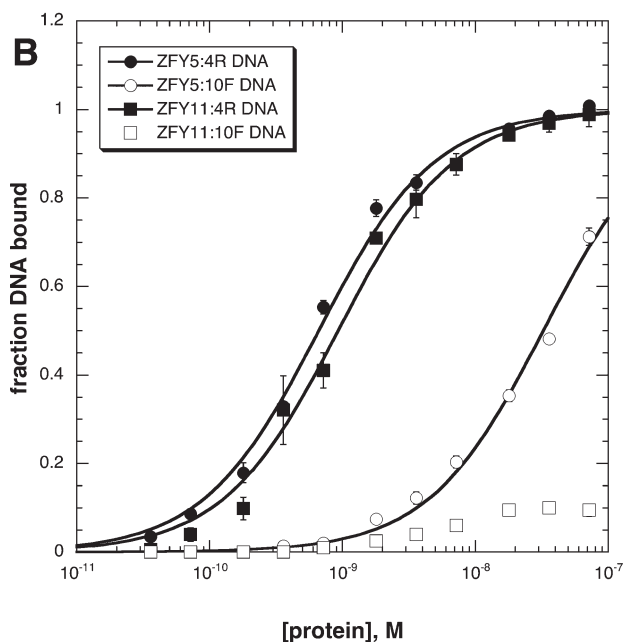 B
ZFY5:4R DNA
ZFY5:10F DNA
ZFY11:4R DNA
ZFY11:10F DNA
fraction DNA bound
1.2
1
0.8
0.6
0.4
0.2
0
10⁻¹¹ 10⁻¹⁰ 10⁻⁹ 10⁻⁸ 10⁻⁷
[protein], M